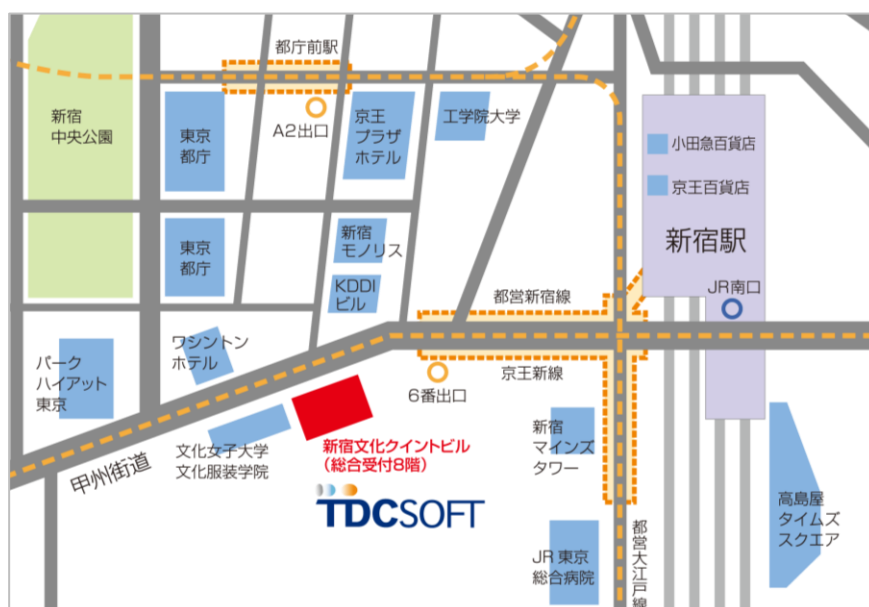 都庁前駅
新宿
中央公園
東京
都庁
A2出口
京王
プラザ
ホテル
工学院大学
小田急百貨店
京王百貨店
新宿駅
JR南口
東京
都庁
新宿
モノリス
KDDI
ビル
都営新宿線
京王新線
6番出口
パーク
ハイアット
東京
ワシントン
ホテル
甲州街道
文化女子大学
文化服装学院
新宿文化クイントビル
（総合受付8階）
TDCSOFT
新宿
マインズ
タワー
JR東京
総合病院
都営大江戸線
高島屋
タイムズ
スクエア